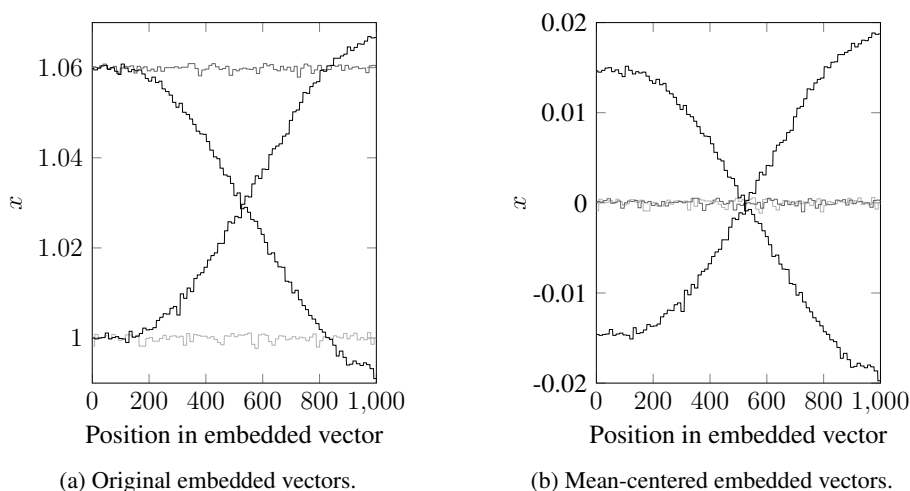 1.06
1.04
1.02
1
x
0 200 400 600 800 1,000
Position in embedded vector
(a) Original embedded vectors.
0.02
0.01
0
-0.01
-0.02
x
0 200 400 600 800 1,000
Position in embedded vector
(b) Mean-centered embedded vectors.